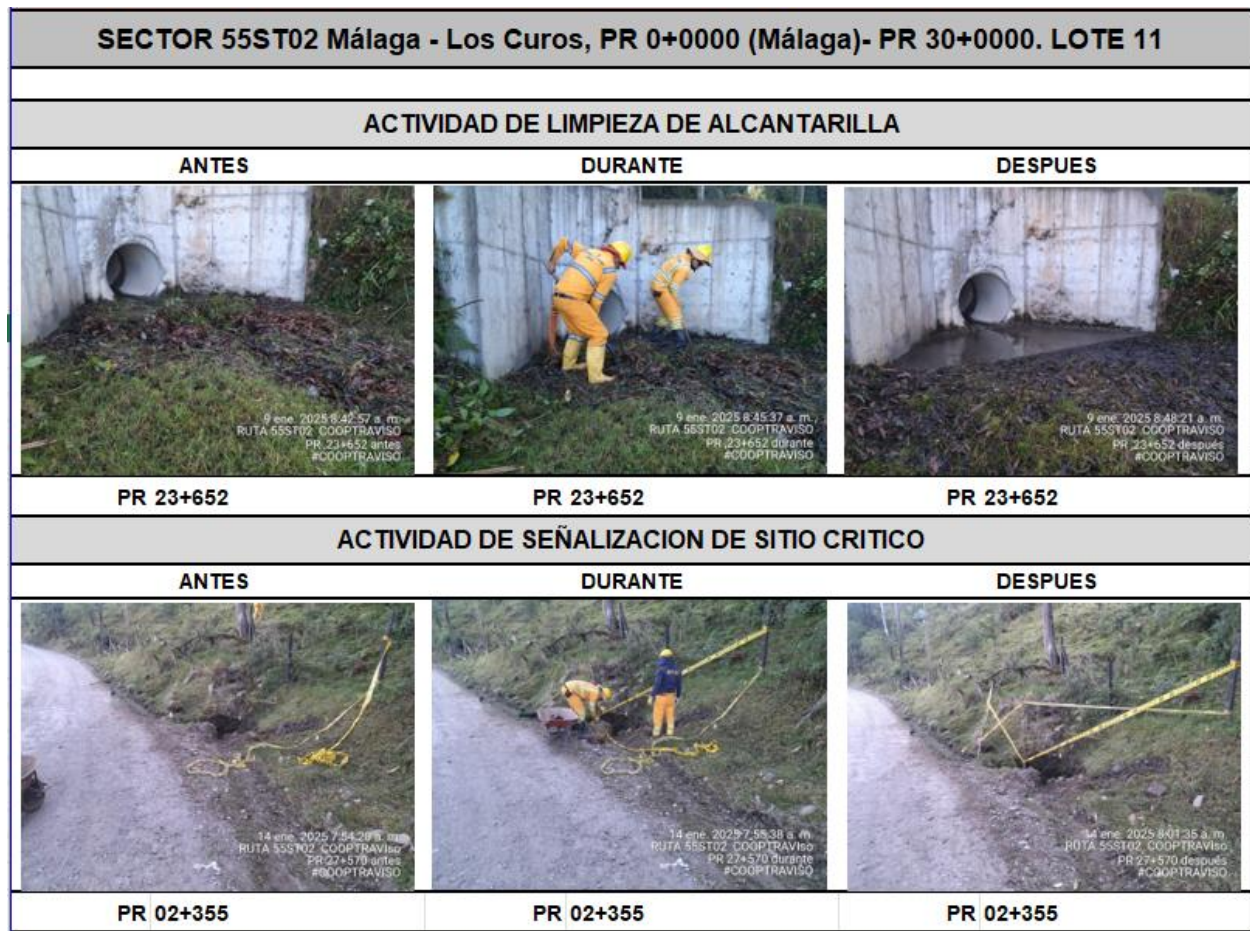 SECTOR 55ST02 Málaga - Los Curos, PR 0+0000 (Málaga)- PR 30+0000. LOTE 11
ACTIVIDAD DE LIMPIEZA DE ALCANTARILLA
ANTES DURANTE DESPUES
9 ene. 2025 8:42:57 a. m.
RUTA 55ST02 COOPTRAVISO
PR 23+652 antes
#COOPTRAVISO
9 ene. 2025 8:45:37 a. m.
RUTA 55ST02 COOPTRAVISO
PR 23+652 durante
#COOPTRAVISO
9 ene. 2025 8:48:21 a. m.
RUTA 55ST02 COOPTRAVISO
PR 23+652 después
#COOPTRAVISO
PR 23+652 PR 23+652 PR 23+652
ACTIVIDAD DE SEÑALIZACION DE SITIO CRITICO
ANTES DURANTE DESPUES
14 ene. 2025 7:54:20 a. m.
RUTA 55ST02 COOPTRAVIso
PR 27+570 antes
#COOPTRAVISO
14 ene. 2025 7:55:38 a. m.
RUTA 55ST02 COOPTRAVIso
PR 27+570 durante
#COOPTRAVISO
14 ene. 2025 8:01:35 a. m.
RUTA 55ST02 COOPTRAVIso
PR 27+570 después
#COOPTRAVISO
PR 02+355 PR 02+355 PR 02+355